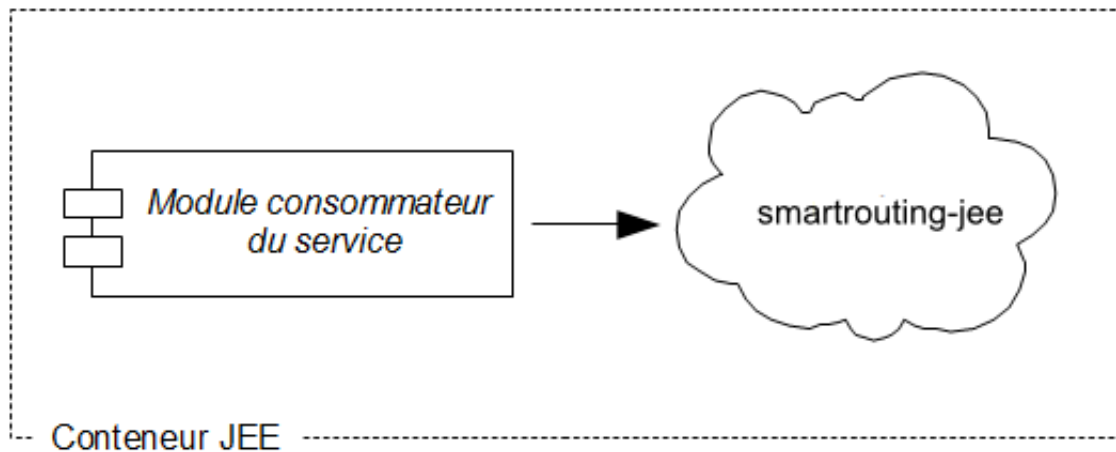 Module consommateur
du service
smartrouting-jee
Conteneur JEE